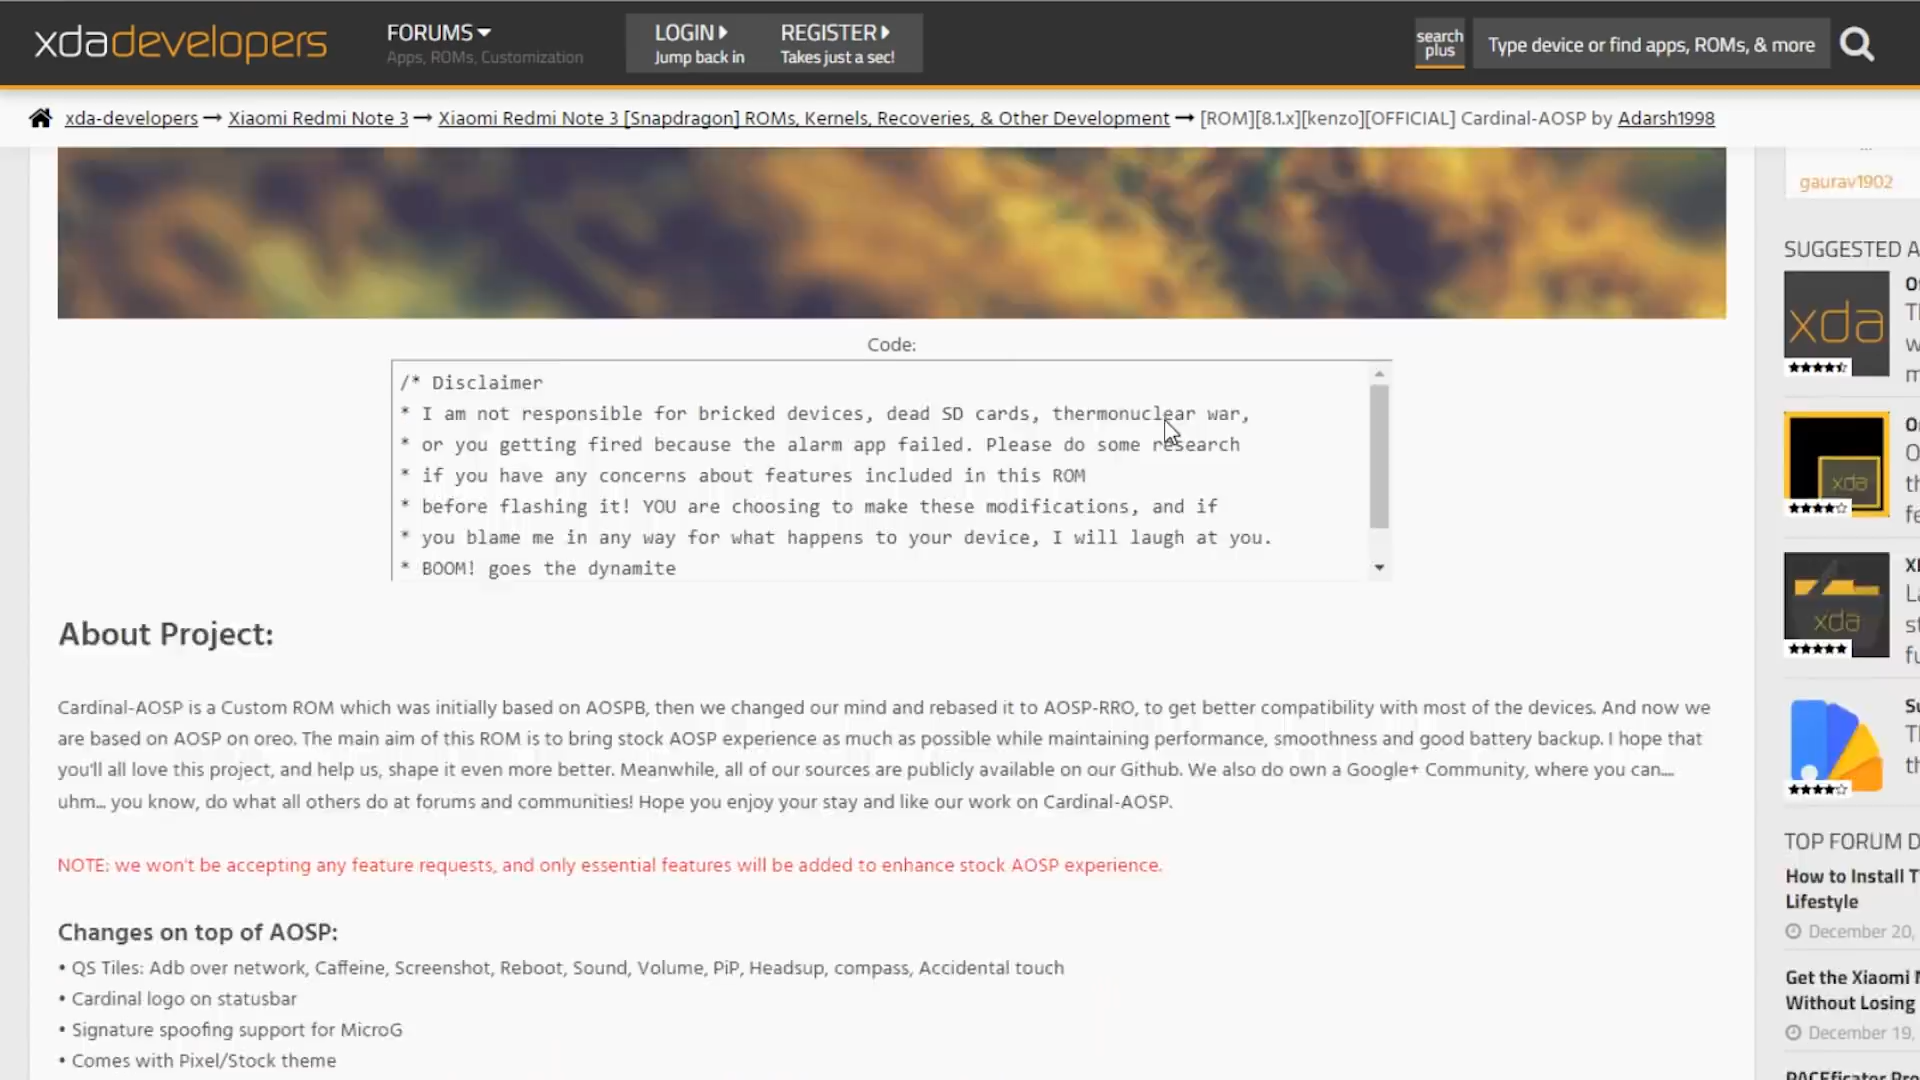 xdadevelopers
FORUMS
Apps, ROMs, Customization
LOGIN
Jump back in
REGISTER
Takes just a sec!
search
plus
Type device or find apps, ROMs, & more
xda-developers → Xiaomi Redmi Note 3 → Xiaomi Redmi Note 3 [Snapdragon] ROMs, Kernels, Recoveries, & Other Development → [ROM][8.1.x][kenzo][OFFICIAL] Cardinal-AOSP by Adarsh1998
Code:
/* Disclaimer
* I am not responsible for bricked devices, dead SD cards, thermonuclear war,
* or you getting fired because the alarm app failed. Please do some research
* if you have any concerns about features included in this ROM
* before flashing it! YOU are choosing to make these modifications, and if
* you blame me in any way for what happens to your device, I will laugh at you.
* BOOM! goes the dynamite
About Project:
Cardinal-AOSP is a Custom ROM which was initially based on AOSPB, then we changed our mind and rebased it to AOSP-RRO, to get better compatibility with most of the devices. And now we
are based on AOSP on oreo. The main aim of this ROM is to bring stock AOSP experience as much as possible while maintaining performance, smoothness and good battery backup. I hope that
you'll all love this project, and help us, shape it even more better. Meanwhile, all of our sources are publicly available on our Github. We also do own a Google+ Community, where you can....
uhm... you know, do what all others do at forums and communities! Hope you enjoy your stay and like our work on Cardinal-AOSP.
NOTE: we won't be accepting any feature requests, and only essential features will be added to enhance stock AOSP experience.
Changes on top of AOSP:
• QS Tiles: Adb over network, Caffeine, Screenshot, Reboot, Sound, Volume, PiP, Headsup, compass, Accidental touch
• Cardinal logo on statusbar
• Signature spoofing support for MicroG
• Comes with Pixel/Stock theme
gaurav1902
SUGGESTED A
xda
xda
xda
TOP FORUM D
How to Install T
Lifestyle
December 20,
Get the Xiaomi
Without Losing
December 19,